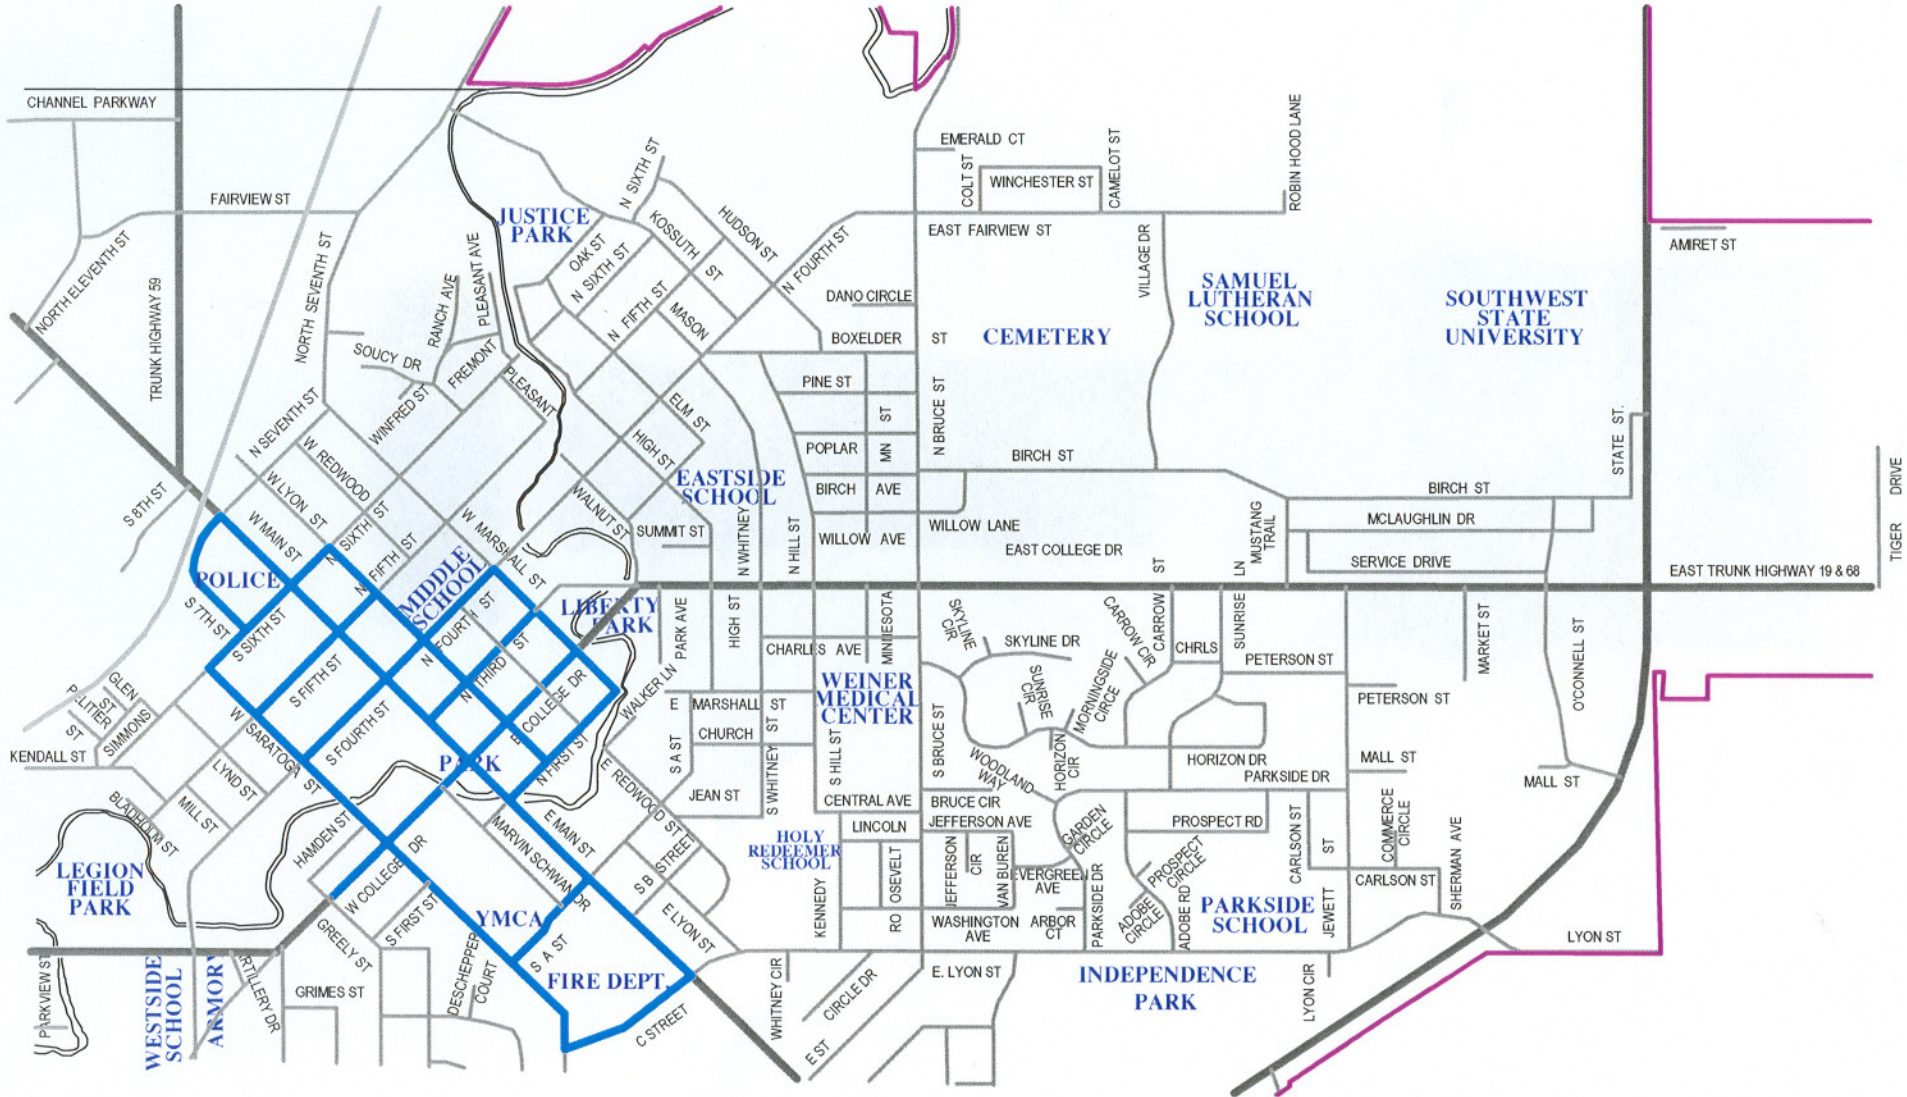 CHANNEL PARKWAY
FAIRVIEW ST
NORTH ELEVENTH ST
TRUNK HIGHWAY 59
NORTH SEVENTH ST
JUSTICE
PARK
N SIXTH ST
KOSSUTH ST
HUDSON ST
OAK ST
N SIXTH ST
N FIFTH ST
MASON
N FOURTH ST
EMERALD CT
COLT ST
WINCHESTER ST
CAMELOT ST
ROBIN HOOD LANE
EAST FAIRVIEW ST
VILLAGE DR
AMIRET ST
DANO CIRCLE
BOXELDER ST
CEMETERY
SAMUEL
LUTHERAN
SCHOOL
SOUTHWEST
STATE
UNIVERSITY
SOUCY DR
RANCH AVE
PLEASANT AVE
FREMONT
PLEASANT
WINFRED ST
PINE ST
ELM ST
HIGH ST
POPLAR
MN ST
N BRUCE ST
BIRCH ST
BIRCH AVE
STATE ST.
BIRCH ST
MCLAUGHLIN DR
SERVICE DRIVE
TIGER DRIVE
N SEVENTH ST
W REDWOOD ST
W LYON ST
W MAIN ST
S 8TH ST
N SIXTH ST
N FIFTH ST
W MARSHALL ST
WALNUT ST
EASTSIDE
SCHOOL
SUMMIT ST
N WHITNEY
N HILL ST
WILLOW AVE
WILLOW LANE
EAST COLLEGE DR
MUSTANG
TRAIL
EAST TRUNK HIGHWAY 19 & 68
POLICE
MIDDLE
SCHOOL
LIBERTY
PARK
S 7TH ST
S SIXTH ST
S FIFTH ST
S FOURTH ST
N FOURTH ST
N THIRD ST
E COLLEGE DR
N FIRST ST
PARK
WALKER LN
PARK AVE
HIGH ST
CHARLES AVE
MINNESOTA
SKYLINE
CIR
SKYLINE DR
CARROW CIR
CARROW ST
CHRLS
SUNRISE LN
PETERSON ST
MARKET ST
O'CONNELL ST
WEINER
MEDICAL
CENTER
E MARSHALL ST
CHURCH
S A ST
S WHITNEY ST
S HILL ST
S BRUCE ST
SUNRISE
CIR
MORNINGSIDE
CIRCE
HORIZON
CIR
WOODLAND
WAY
HORIZON DR
PARKSIDE DR
PETERSON ST
MALL ST
MALL ST
GLEN ST
PELLITIER ST
SIMMONS
KENDALL ST
W SARATOGA ST
LYND ST
MILL ST
BLADHOLM ST
HAMDEN ST
W COLLEGE DR
S FIRST ST
GREELY ST
MARVIN SCHWAN DR
E MAIN ST
E REDWOOD ST
S B STREET
E LYON ST
JEAN ST
CENTRAL AVE
BRUCE CIR
JEFFERSON AVE
LINCOLN
HOLY
REDEEMER
SCHOOL
KENNEDY
ROOSEVELT
JEFFERSON
CIR
VAN BUREN
EVERGREEN
AVE
GARDEN
CIRCLE
PROSPECT RD
PROSPECT
CIRCLE
ADOBE
CIRCLE
ADOBE RD
PARKSIDE DR
WASHINGTON
AVE
ARBOR
CT
CARLSON ST
JEWETT ST
COMMERCE
CIRCLE
CARLSON ST
SHERMAN AVE
PARKSIDE
SCHOOL
LYON ST
LEGION
FIELD
PARK
YMCA
S A ST
FIRE DEPT.
C STREET
PARKVIEW ST
WESTSIDE
SCHOOL
ARMORY
ARTILLERY DR
GRIMES ST
DESCHEPPER
COURT
WHITNEY CIR
CIRCLE DR
E ST
E. LYON ST
INDEPENDENCE
PARK
LYON CIR